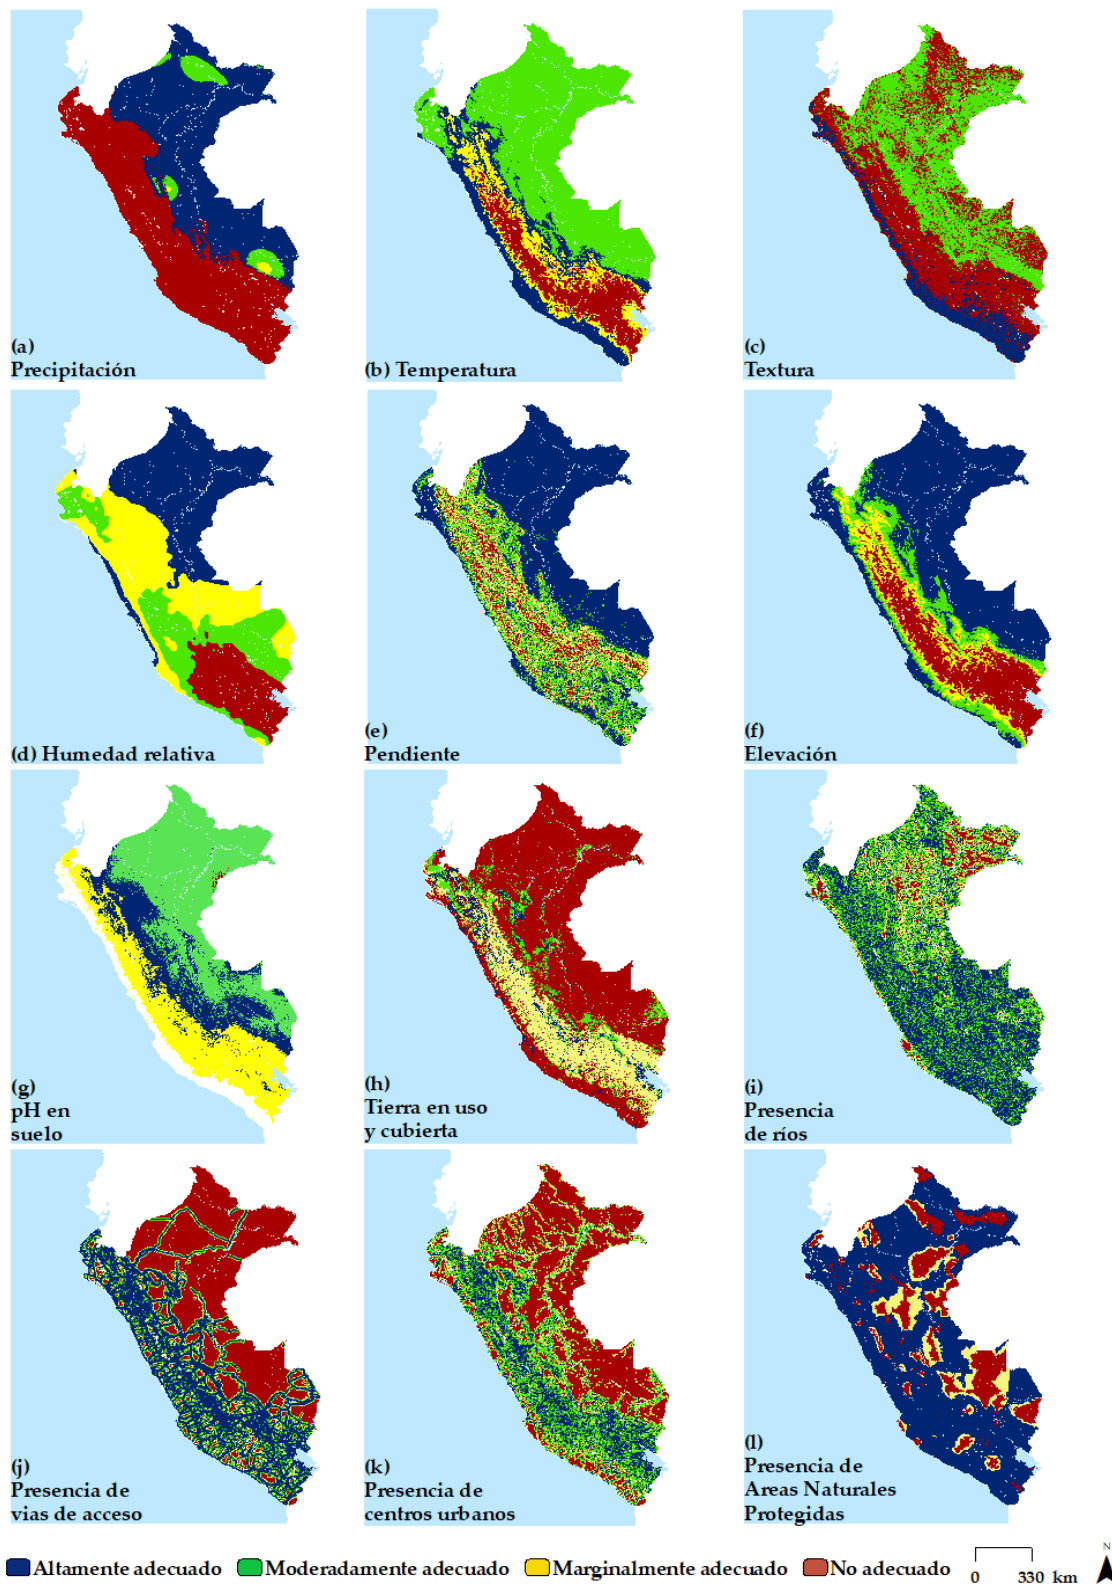 (a)
Precipitación
(b) Temperatura
(c)
Textura
(d) Humedad relativa
(e)
Pendiente
(f)
Elevación
(g)
pH en
suelo
(h)
Tierra en uso
y cubierta
(i)
Presencia
de ríos
(j)
Presencia de
vias de acceso
(k)
Presencia de
centros urbanos
(l)
Presencia de
Areas Naturales
Protegidas
Altamente adecuado Moderadamente adecuado Marginalmente adecuado No adecuado
0 330 km
N